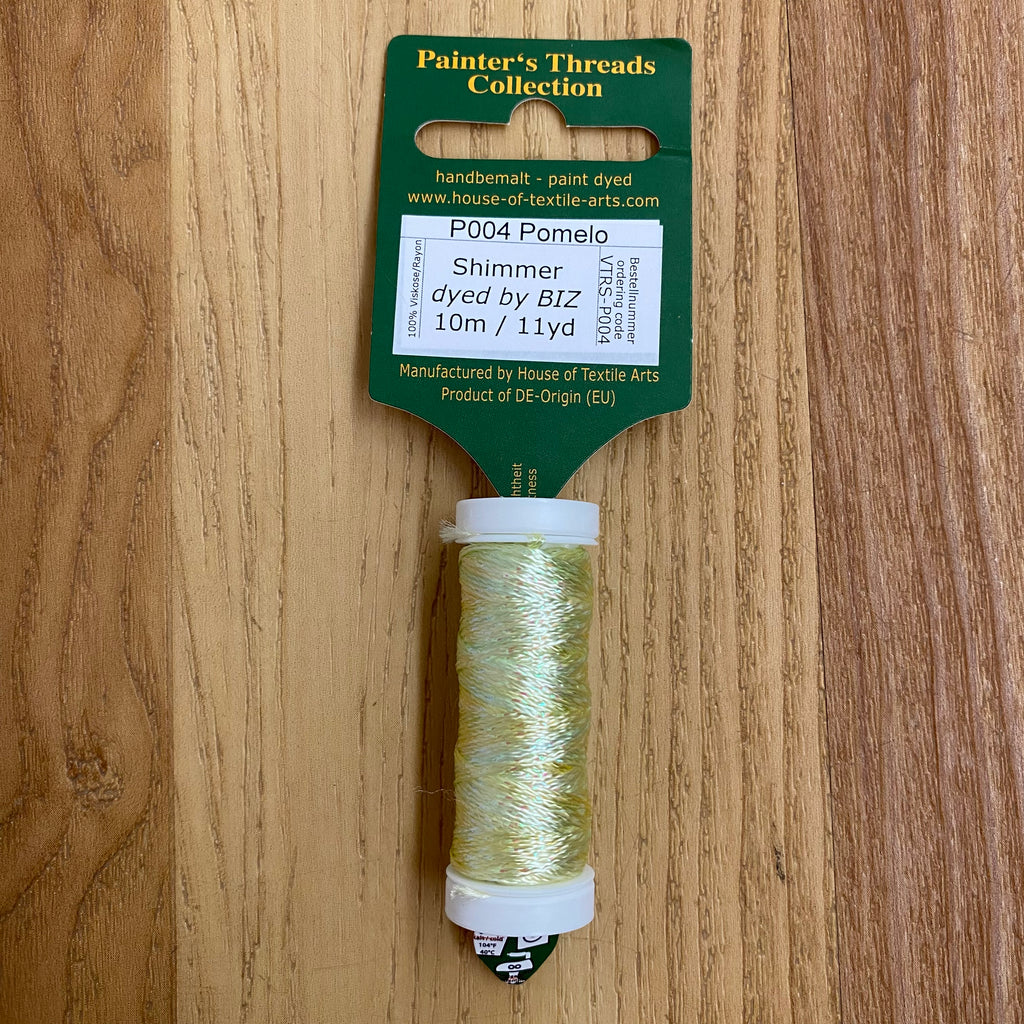 Painter‘s Threads
Collection
handbemalt - paint dyed
www.house-of-textile-arts.com
P004 Pomelo
100% Viskose/Rayon
Shimmer
dyed by BIZ
10m / 11yd
Bestellnummer
ordering code
VTRS-P004
Manufactured by House of Textile Arts
Product of DE-Origin (EU)
104°F
40°C